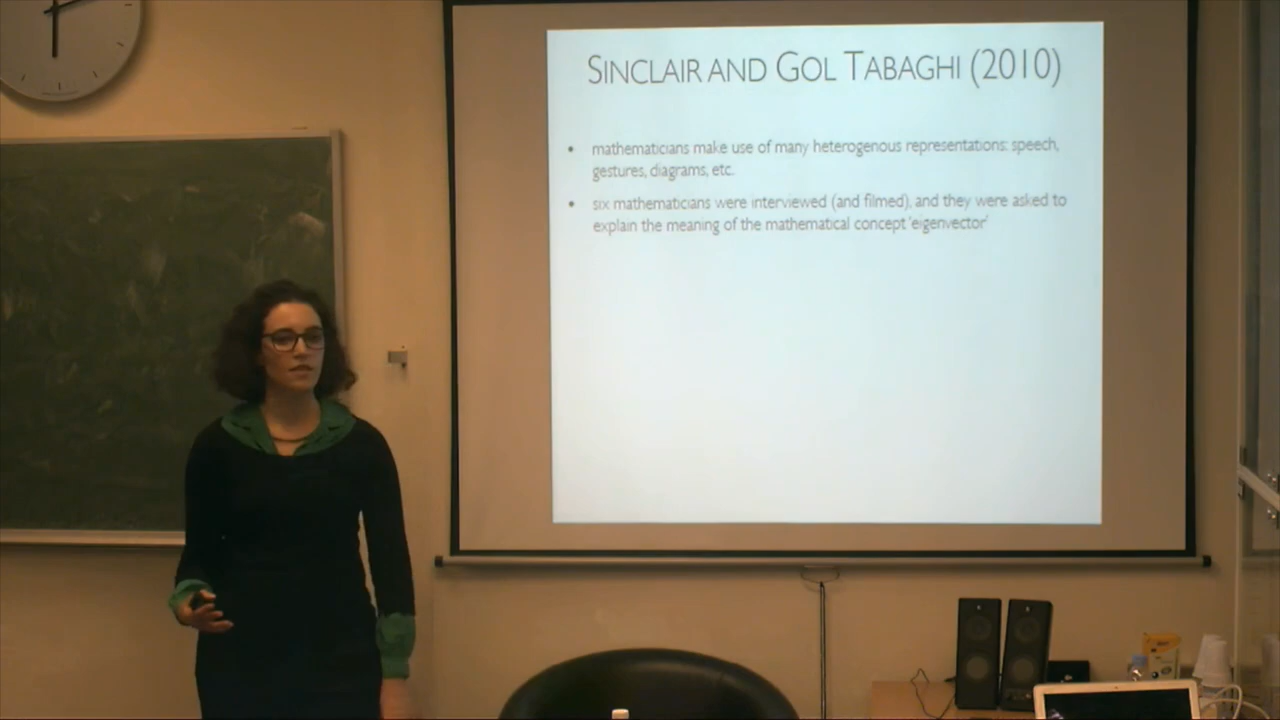 SINCLAIR AND GOL TABAGHI (2010)
• mathematicians make use of many heterogenous representations: speech,
gestures, diagrams, etc.
• six mathematicians were interviewed (and filmed), and they were asked to
explain the meaning of the mathematical concept 'eigenvector'